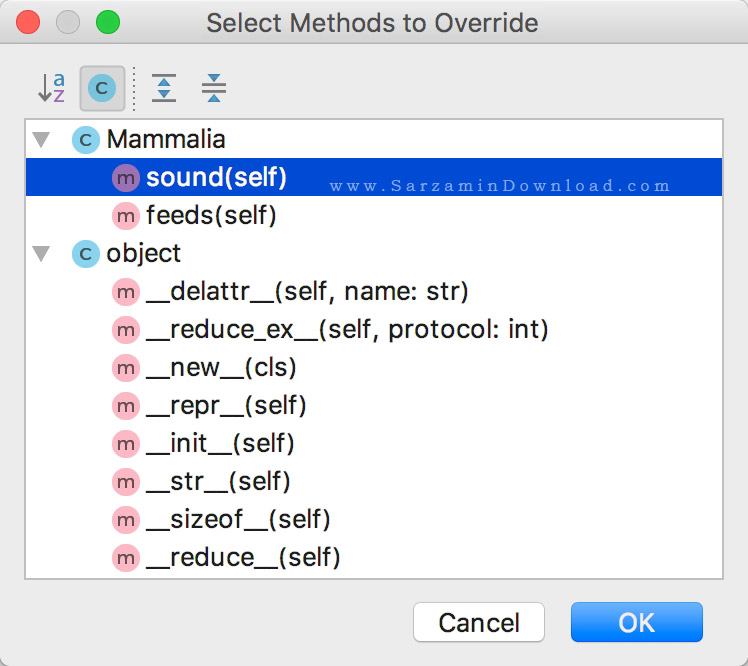 Select Methods to Override
a
z
C
C Mammalia
m sound(self) www.SarzaminDownload.com
m feeds(self)
C object
m __delattr__(self, name: str)
m __reduce_ex__(self, protocol: int)
m __new__(cls)
m __repr__(self)
m __init__(self)
m __str__(self)
m __sizeof__(self)
m __reduce__(self)
Cancel OK